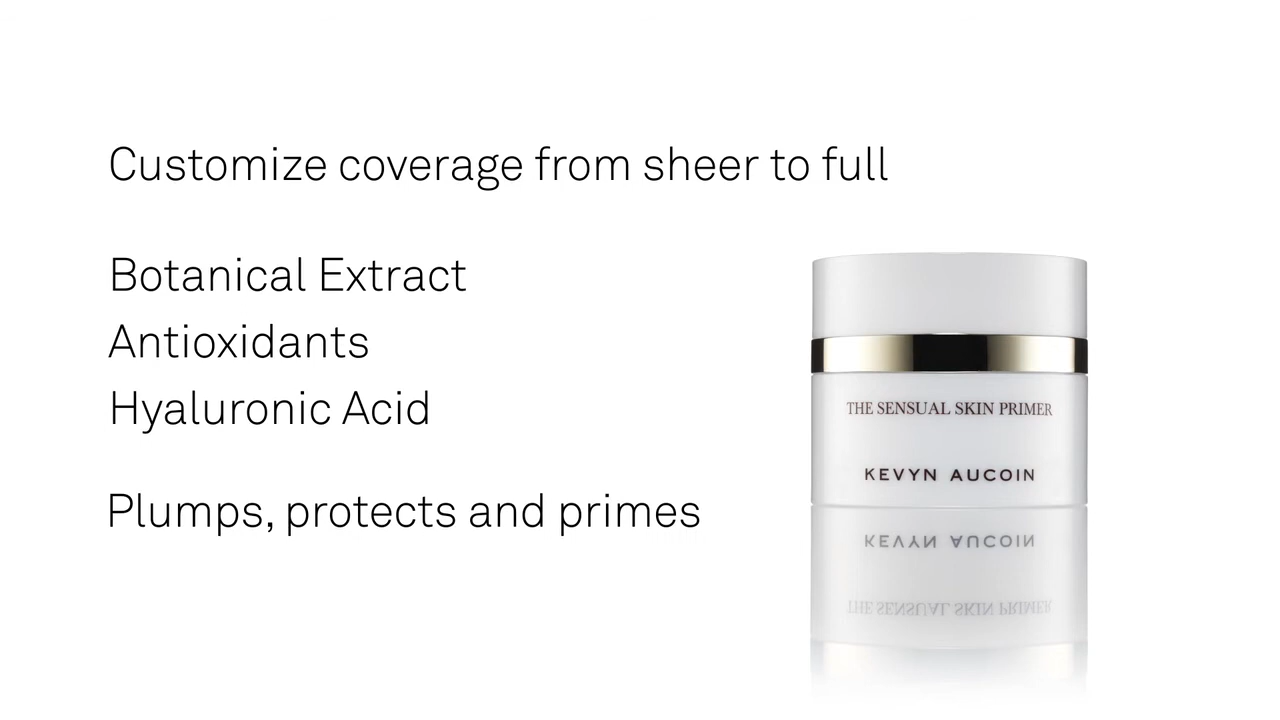 Customize coverage from sheer to full
Botanical Extract
Antioxidants
Hyaluronic Acid
Plumps, protects and primes
THE SENSUAL SKIN PRIMER
KEVYN AUCOIN